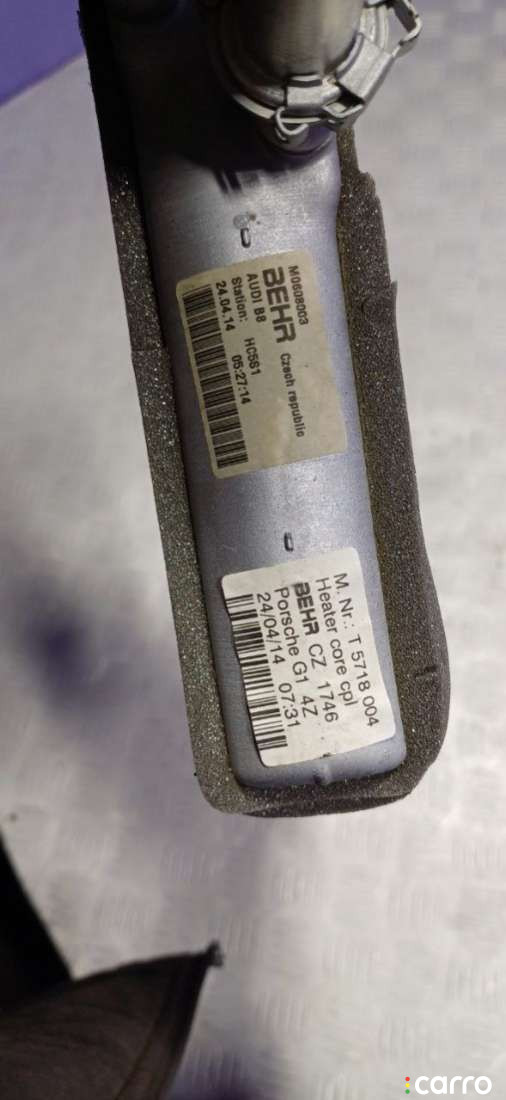 M0608003
BEHR Czech republic
AUDI B8
Station: HC5S1
24.04.14 05:27:14
M. Nr.: T 5718 004
Heater core cpl
BEHR CZ 1746
Porsche G1 4Z
24/04/14 07:31
carro